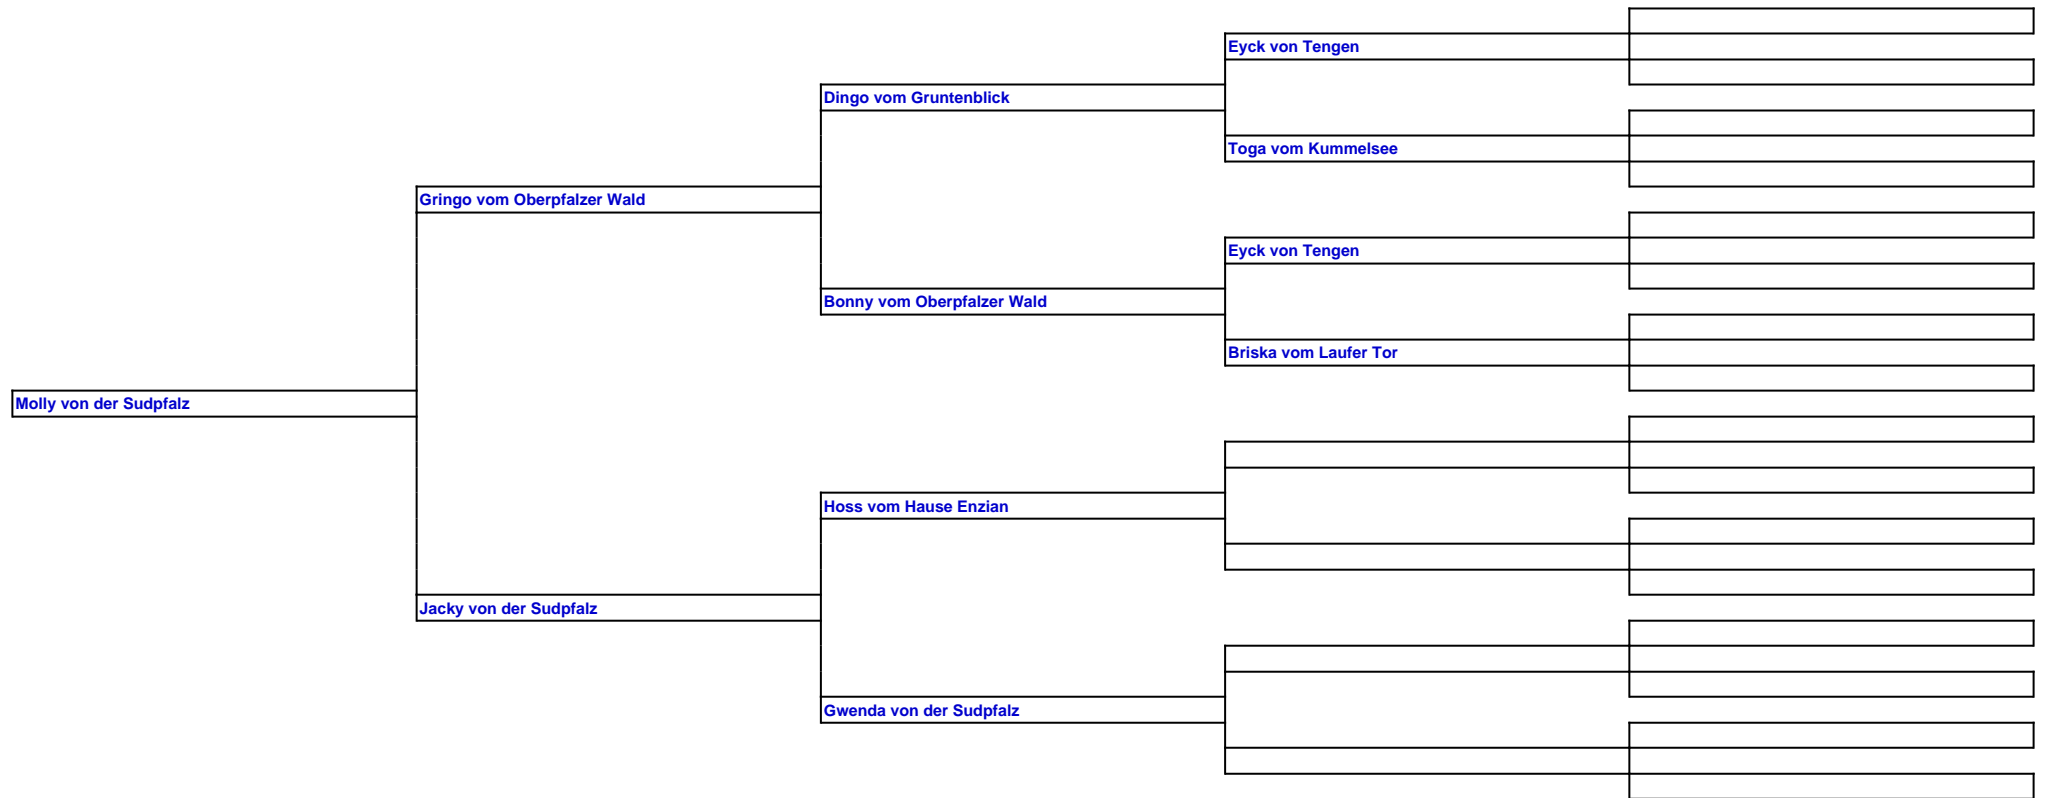 Eyck von Tengen
Dingo vom Gruntenblick
Toga vom Kummelsee
Gringo vom Oberpfalzer Wald
Eyck von Tengen
Bonny vom Oberpfalzer Wald
Briska vom Laufer Tor
Molly von der Sudpfalz
Hoss vom Hause Enzian
Jacky von der Sudpfalz
Gwenda von der Sudpfalz